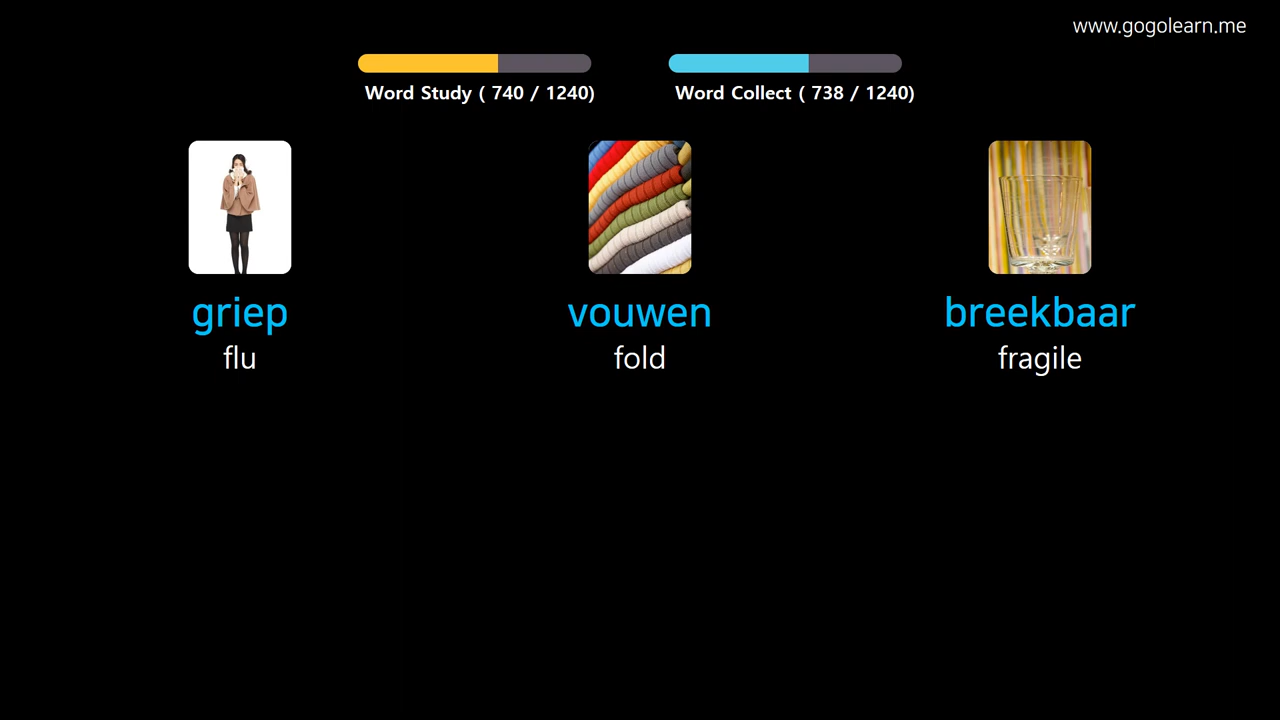 www.gogolearn.me
Word Study ( 740 / 1240)
Word Collect ( 738 / 1240)
griep
vouwen
breekbaar
flu
fold
fragile